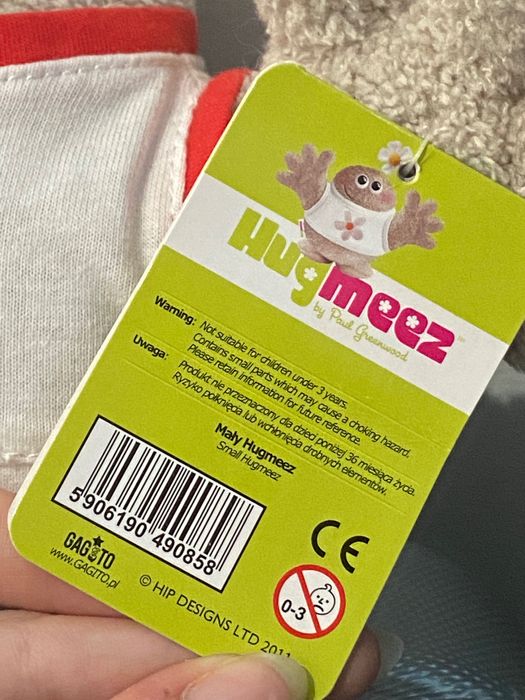 Hugmeez™
by Paul Greenwood
Warning: Not suitable for children under 3 years.
Contains small parts which may cause a choking hazard.
Please retain information for future reference.
Uwaga: Produkt nie przeznaczony dla dzieci poniżej 36 miesiąca życia.
Ryzyko połknięcia lub wchłonięcia drobnych elementów.
Mały Hugmeez
Small Hugmeez
5 906190 490858
GAGITO
www.GAGITO.pl
CE
0-3
© HIP DESIGNS LTD 2011